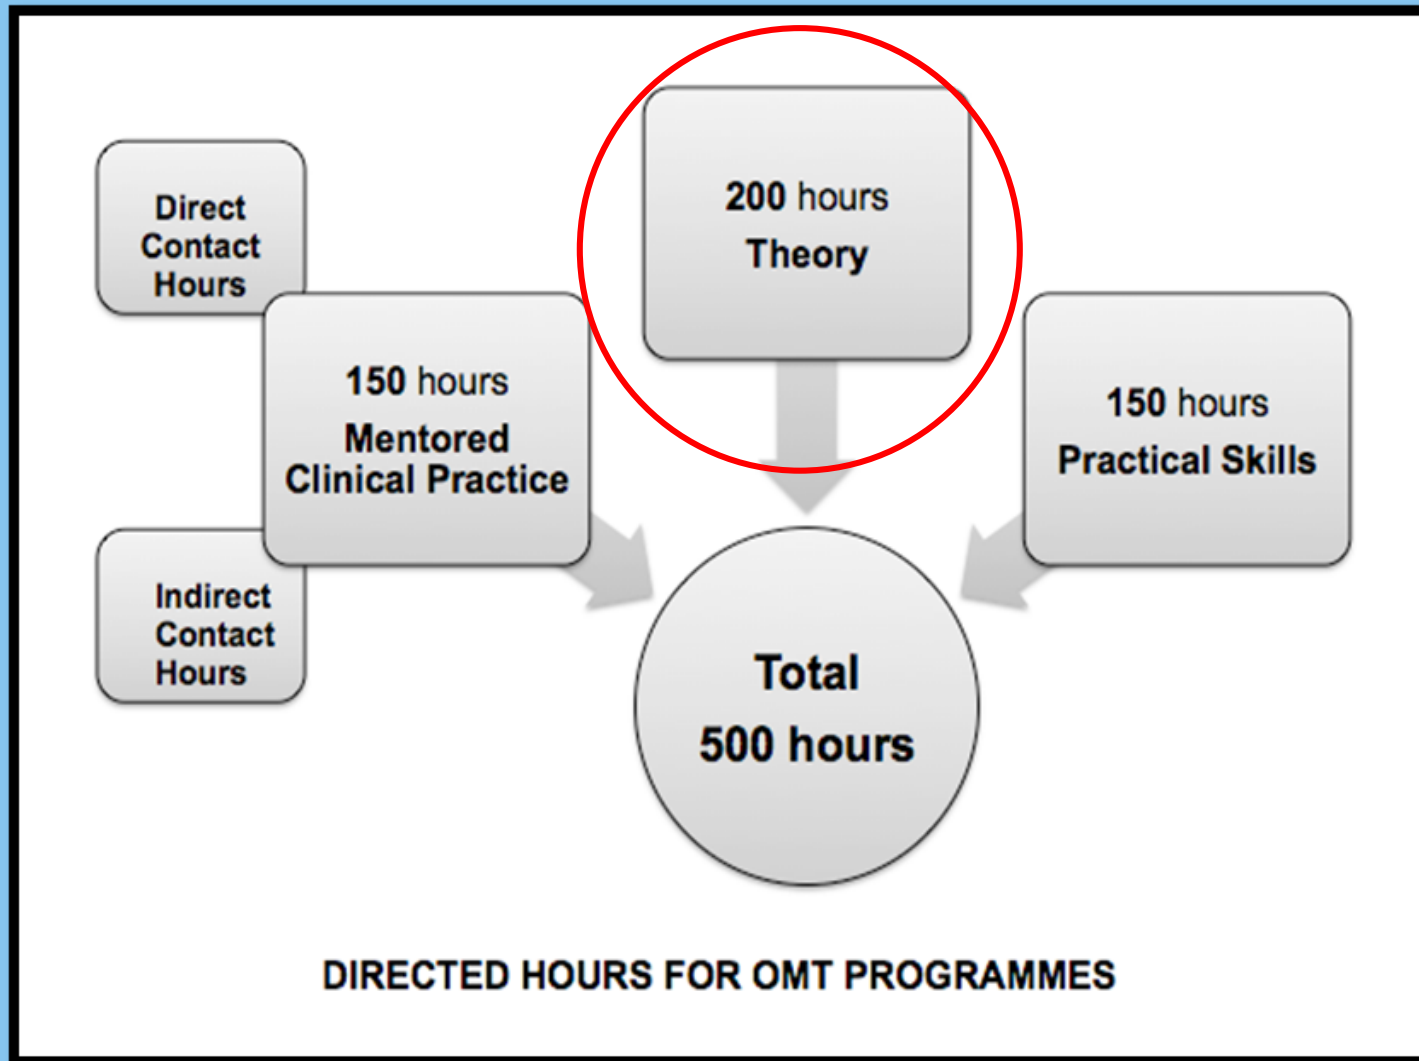 200 hours
Theory
Direct
Contact
Hours
150 hours
Mentored
Clinical Practice
150 hours
Practical Skills
Indirect
Contact
Hours
Total
500 hours
DIRECTED HOURS FOR OMT PROGRAMMES